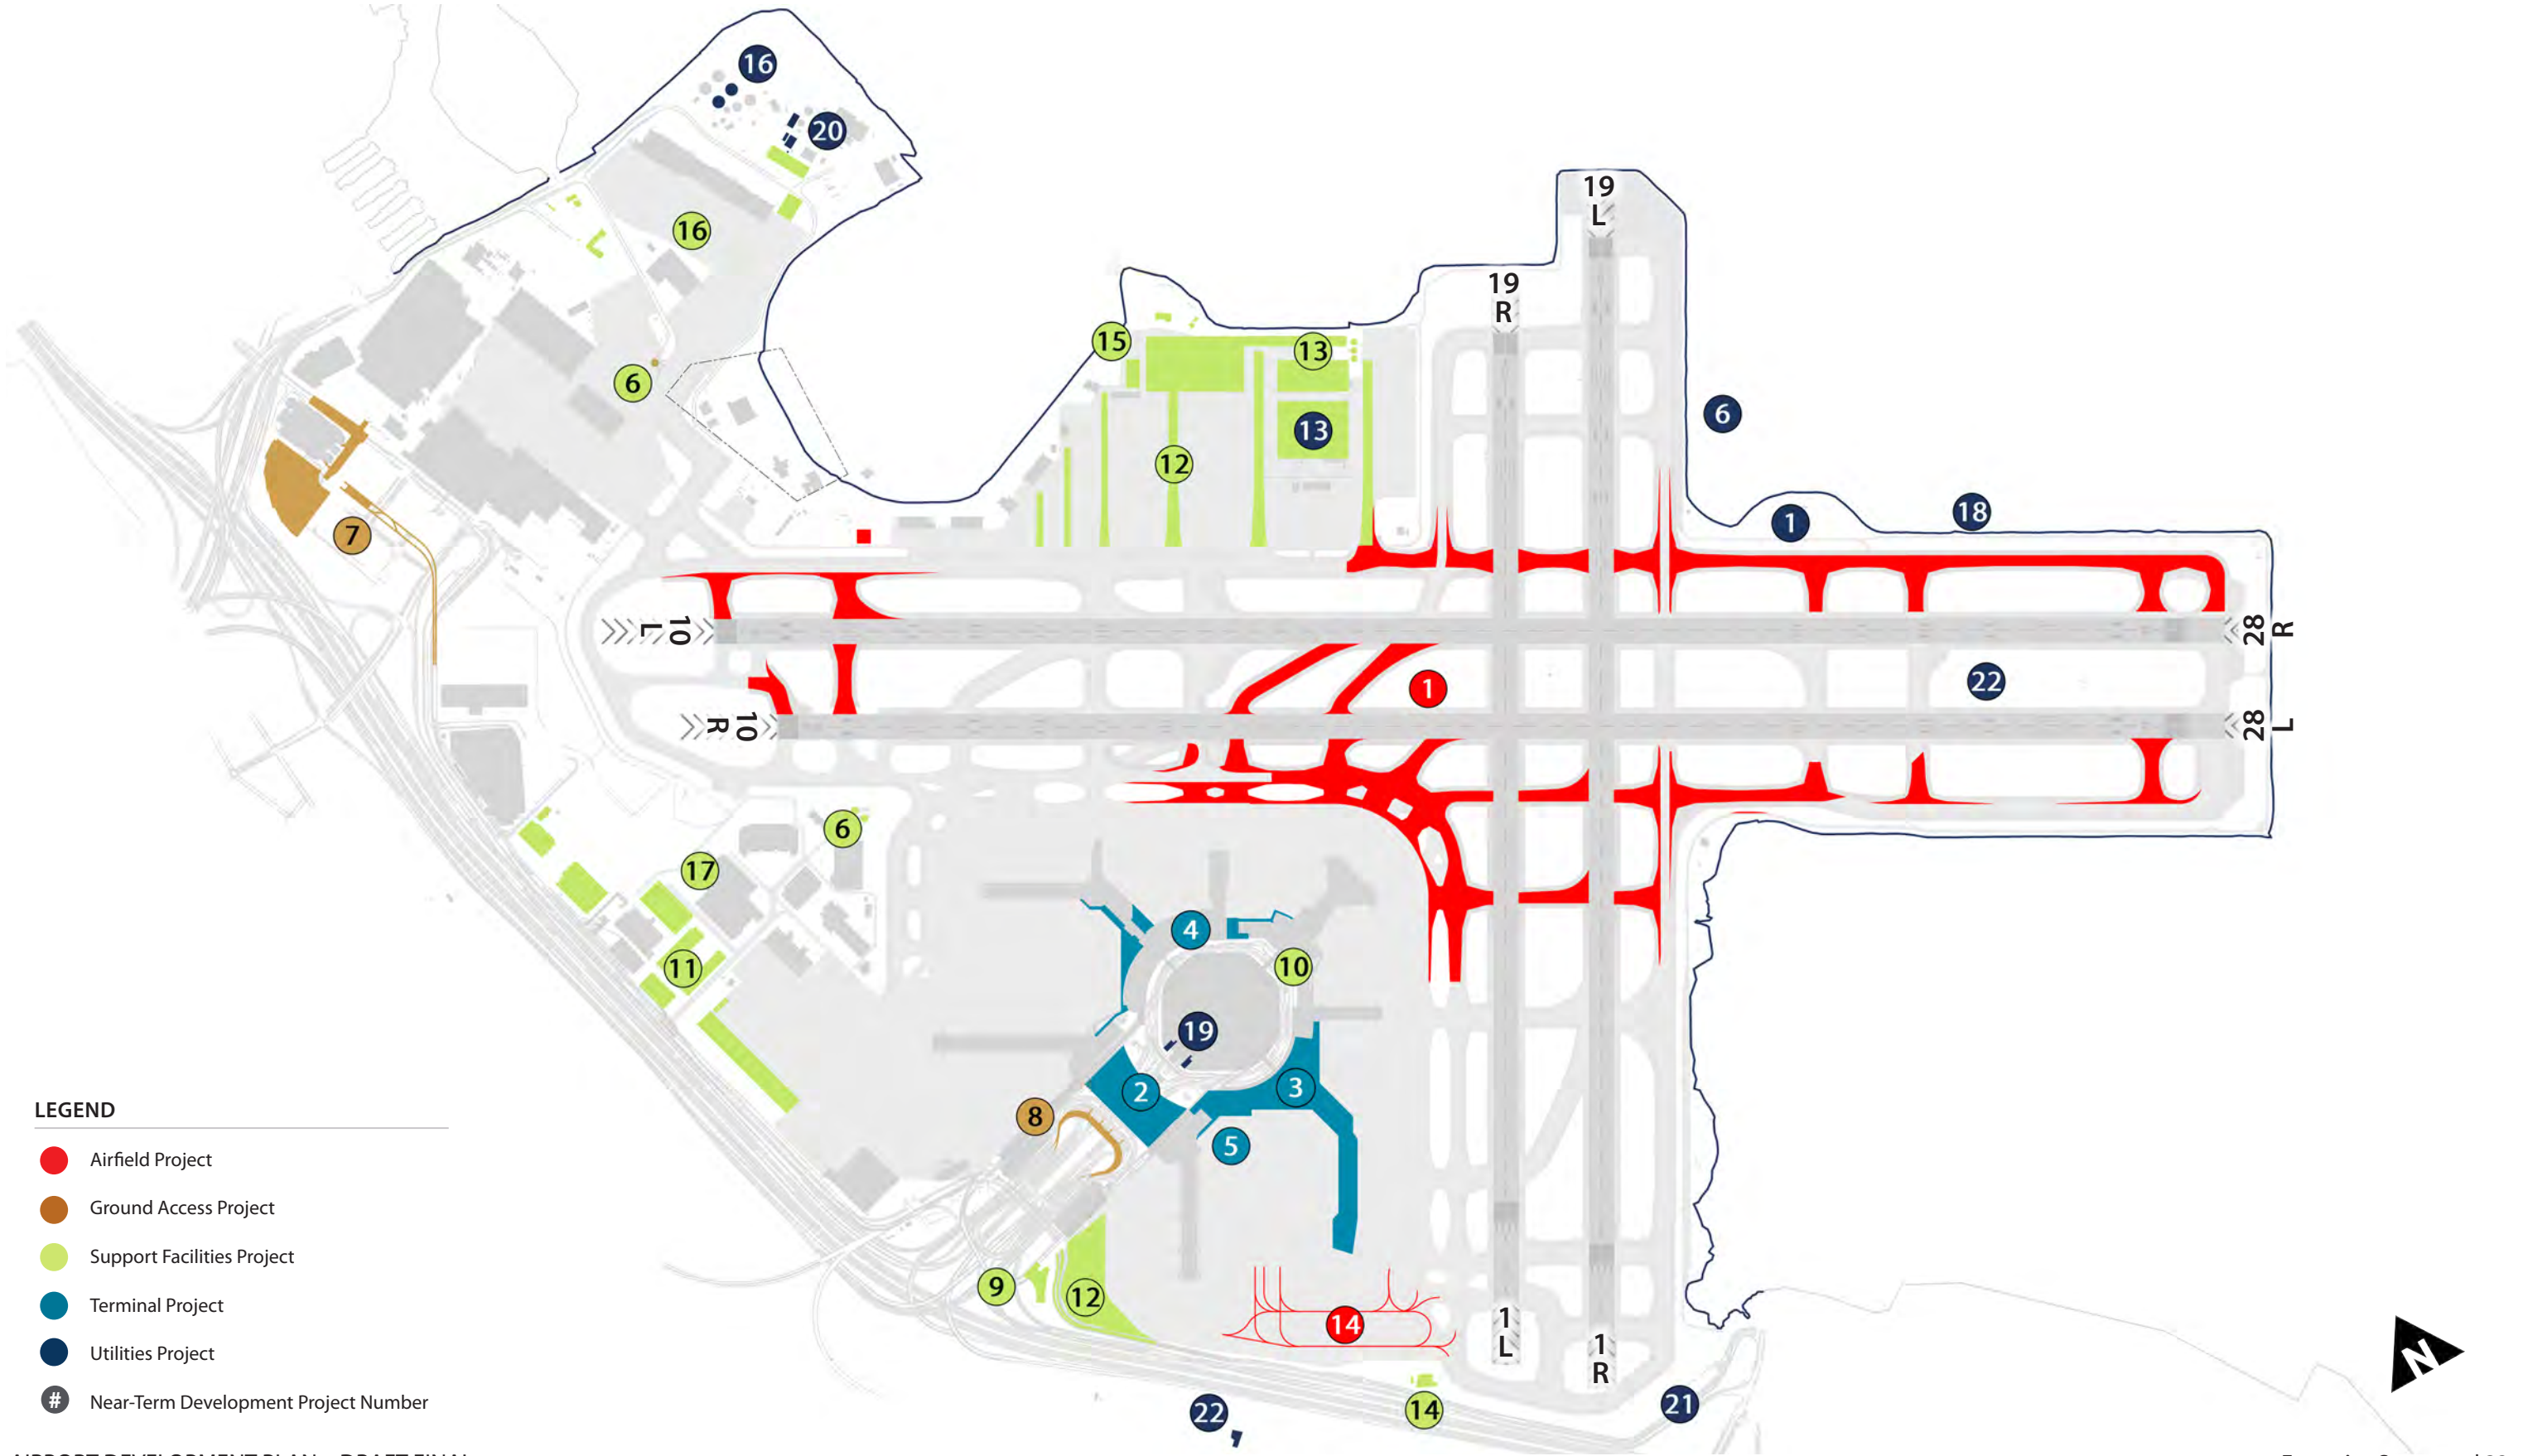 16
20
19
L
16
19
R
15
13
6
6
13
12
1
18
7
10
L
28
R
1
22
10
R
28
L
6
17
4
11
10
19
2
3
8
5
LEGEND
Airfield Project
Ground Access Project
Support Facilities Project
Terminal Project
Utilities Project
# Near-Term Development Project Number
9
12
14
1
L
1
R
22
14
21
N